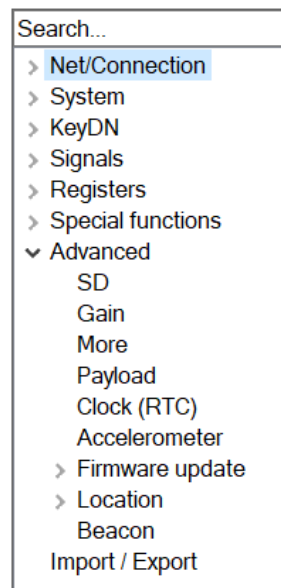 Search...
Net/Connection
System
KeyDN
Signals
Registers
Special functions
Advanced
SD
Gain
More
Payload
Clock (RTC)
Accelerometer
Firmware update
Location
Beacon
Import / Export